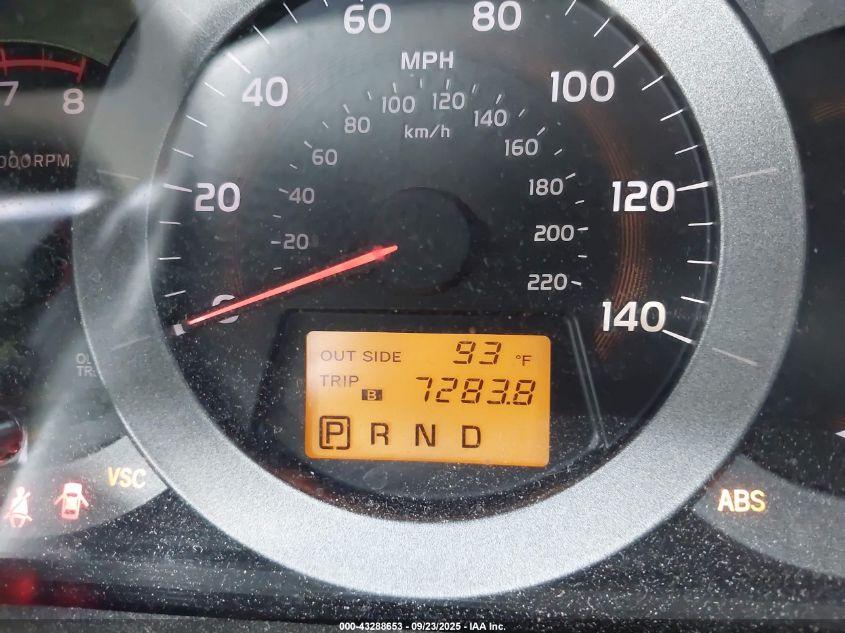 60 80
MPH
7 8
40 100
100 120
80 140
km/h
000RPM
60 160
20 40 180 120
20 200
220
0 140
OUT SIDE 93 °F
TRIP B 7283.8
P R N D
VSC
ABS
000-43288653 - 09/23/2025 - IAA Inc.